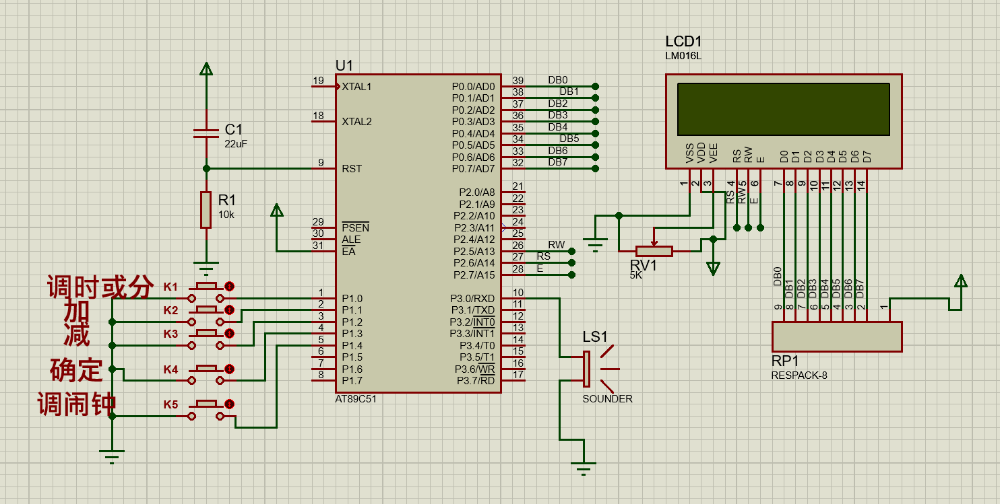 LCD1
LM016L
U1
19 XTAL1
18 XTAL2
9 RST
29 PSEN
30 ALE
31 EA
1 P1.0
2 P1.1
3 P1.2
4 P1.3
5 P1.4
6 P1.5
7 P1.6
8 P1.7
P0.0/AD0 39 DB0
P0.1/AD1 38 DB1
P0.2/AD2 37 DB2
P0.3/AD3 36 DB3
P0.4/AD4 35 DB4
P0.5/AD5 34 DB5
P0.6/AD6 33 DB6
P0.7/AD7 32 DB7
P2.0/A8 21
P2.1/A9 22
P2.2/A10 23
P2.3/A11 24
P2.4/A12 25
P2.5/A13 26 RW
P2.6/A14 27 RS
P2.7/A15 28 E
P3.0/RXD 10
P3.1/TXD 11
P3.2/INT0 12
P3.3/INT1 13
P3.4/T0 14
P3.5/T1 15
P3.6/WR 16
P3.7/RD 17
AT89C51
C1
22uF
R1
10k
调时或分 K1
加 K2
减 K3
确定 K4
调闹钟 K5
VSS VDD VEE RS RW E D0 D1 D2 D3 D4 D5 D6 D7
1 2 3 4 5 6 7 8 9 10 11 12 13 14
RS RW E
RV1
5K
DB0 DB1 DB2 DB3 DB4 DB5 DB6 DB7
9 8 7 6 5 4 3 2 1
RP1
RESPACK-8
LS1
SOUNDER